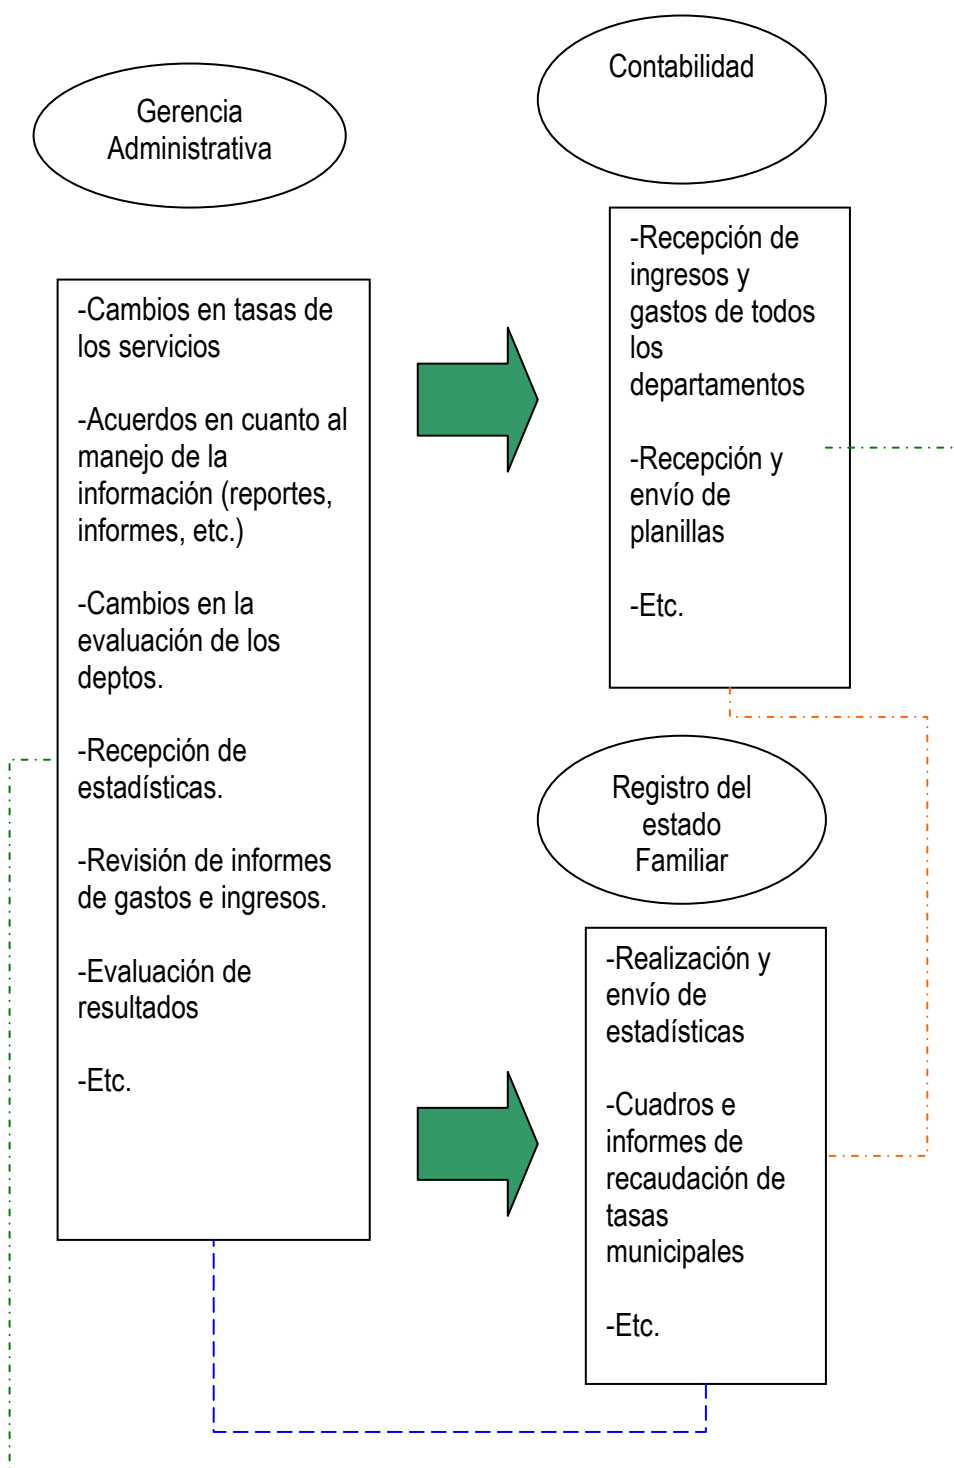 Gerencia
Administrativa
-Cambios en tasas de
los servicios
-Acuerdos en cuanto al
manejo de la
información (reportes,
informes, etc.)
-Cambios en la
evaluación de los
deptos.
-Recepción de
estadísticas.
-Revisión de informes
de gastos e ingresos.
-Evaluación de
resultados
-Etc.
Contabilidad
-Recepción de
ingresos y
gastos de todos
los
departamentos
-Recepción y
envío de
planillas
-Etc.
Registro del
estado
Familiar
-Realización y
envío de
estadísticas
-Cuadros e
informes de
recaudación de
tasas
municipales
-Etc.